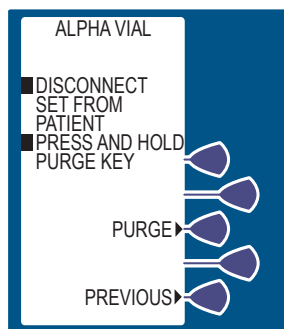 ALPHA VIAL
DISCONNECT
SET FROM
PATIENT
PRESS AND HOLD
PURGE KEY
PURGE
PREVIOUS